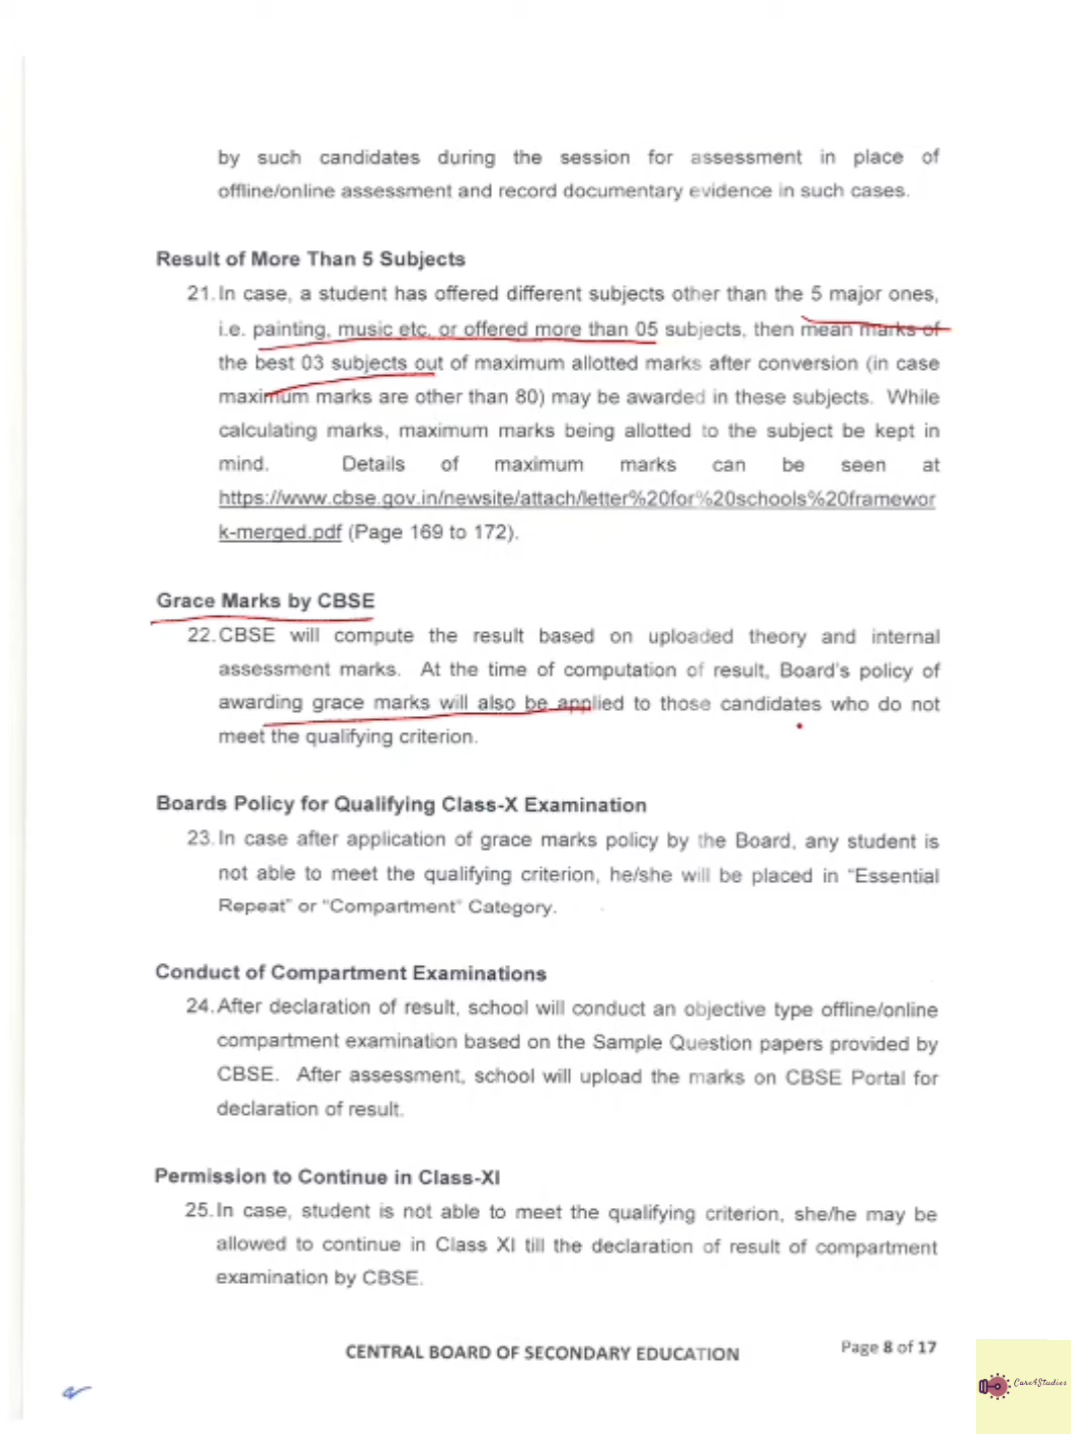 by such candidates during the session for assessment in place of
offline/online assessment and record documentary evidence in such cases.
Result of More Than 5 Subjects
21. In case, a student has offered different subjects other than the 5 major ones,
i.e. painting, music etc. or offered more than 05 subjects, then mean marks of
the best 03 subjects out of maximum allotted marks after conversion (in case
maximum marks are other than 80) may be awarded in these subjects. While
calculating marks, maximum marks being allotted to the subject be kept in
mind. Details of maximum marks can be seen at
https://www.cbse.gov.in/newsite/attach/letter%20for%20schools%20framewor
k-merged.pdf (Page 169 to 172).
Grace Marks by CBSE
22. CBSE will compute the result based on uploaded theory and internal
assessment marks. At the time of computation of result, Board's policy of
awarding grace marks will also be applied to those candidates who do not
meet the qualifying criterion.
Boards Policy for Qualifying Class-X Examination
23. In case after application of grace marks policy by the Board, any student is
not able to meet the qualifying criterion, he/she will be placed in "Essential
Repeat" or "Compartment" Category.
Conduct of Compartment Examinations
24. After declaration of result, school will conduct an objective type offline/online
compartment examination based on the Sample Question papers provided by
CBSE. After assessment, school will upload the marks on CBSE Portal for
declaration of result.
Permission to Continue in Class-XI
25. In case, student is not able to meet the qualifying criterion, she/he may be
allowed to continue in Class XI till the declaration of result of compartment
examination by CBSE.
CENTRAL BOARD OF SECONDARY EDUCATION
Page 8 of 17
Care4Studies